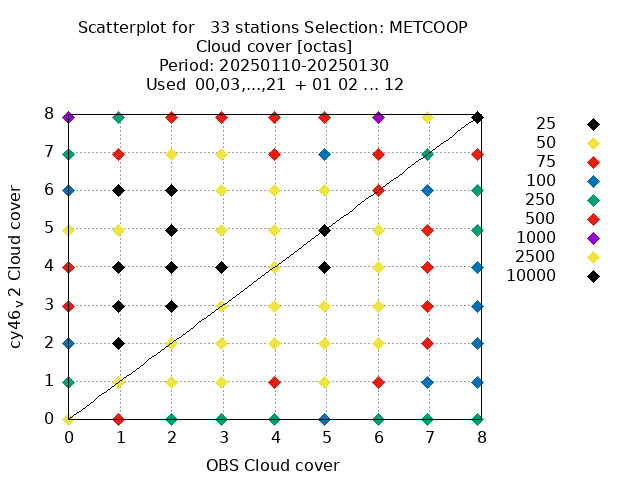 Scatterplot for   33 stations Selection: METCOOP
Cloud cover [octas]
Period: 20250110-20250130
Used  00,03,...,21  + 01 02 ... 12
8
7
6
5
4
3
2
1
0
cy46v2 Cloud cover
0 1 2 3 4 5 6 7 8
OBS Cloud cover
25
50
75
100
250
500
1000
2500
10000